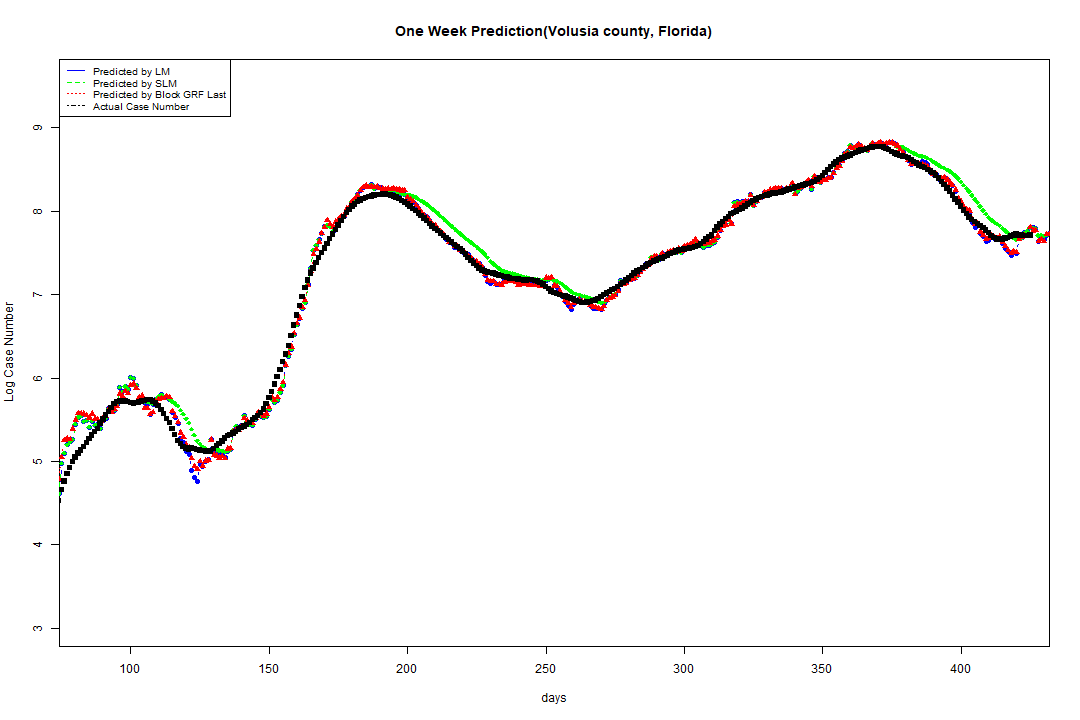 One Week Prediction(Volusia county, Florida)
Predicted by LM
Predicted by SLM
Predicted by Block GRF Last
Actual Case Number
9
8
7
6
5
4
3
Log Case Number
100 150 200 250 300 350 400
days